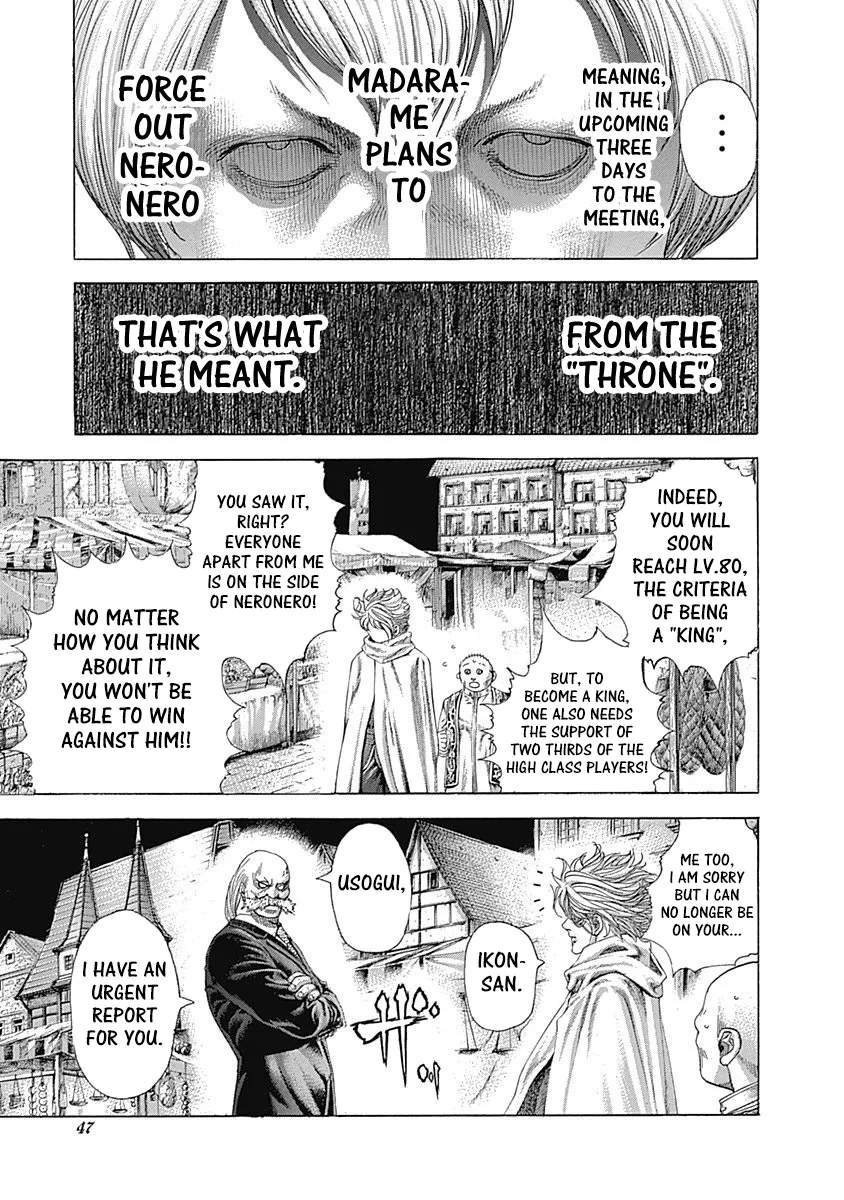 ...
MEANING,
IN THE
UPCOMING
THREE
DAYS
TO THE
MEETING,
MADARA-
ME
PLANS
TO
FORCE
OUT
NERO-
NERO
FROM THE
"THRONE".
THAT'S WHAT
HE MEANT.
INDEED,
YOU WILL
SOON
REACH LV.80,
THE CRITERIA
OF BEING
A "KING",
BUT, TO
BECOME A KING,
ONE ALSO NEEDS
THE SUPPORT OF
TWO THIRDS OF THE
HIGH CLASS PLAYERS!
YOU SAW IT,
RIGHT?
EVERYONE
APART FROM ME
IS ON THE SIDE
OF NERONERO!
NO MATTER
HOW YOU THINK
ABOUT IT,
YOU WON'T BE
ABLE TO WIN
AGAINST HIM!!
ME TOO,
I AM SORRY
BUT I CAN
NO LONGER BE
ON YOUR...
IKON-
SAN.
USOGUI,
I HAVE AN
URGENT
REPORT
FOR YOU.
47